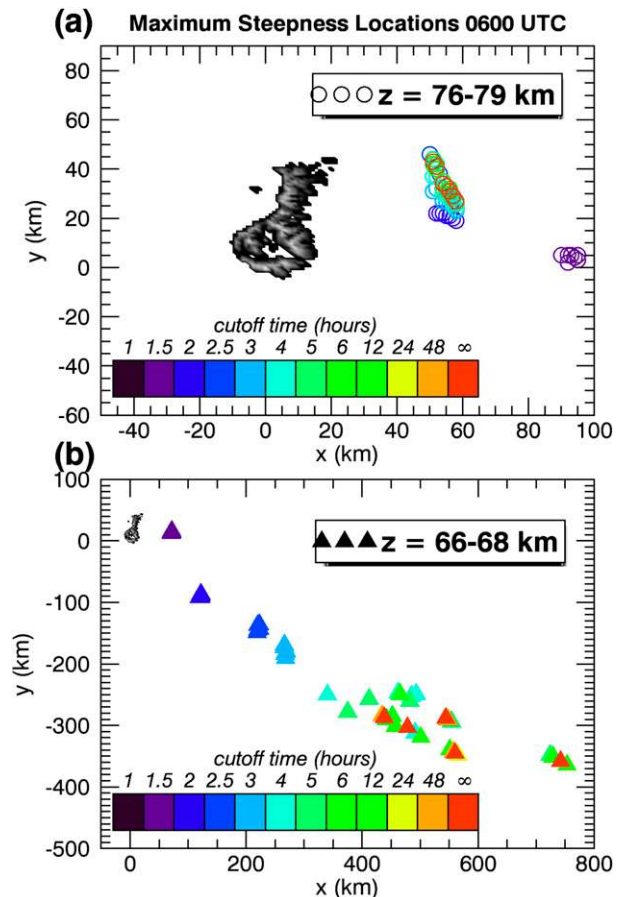 (a) Maximum Steepness Locations 0600 UTC
80
60
40
20
0
-20
-40
-60
y (km)
z = 76-79 km
cutoff time (hours)
1 1.5 2 2.5 3 4 5 6 12 24 48 ∞
-40 -20 0 20 40 60 80 100
x (km)
(b)
100
0
-100
-200
-300
-400
-500
y (km)
z = 66-68 km
cutoff time (hours)
1 1.5 2 2.5 3 4 5 6 12 24 48 ∞
0 200 400 600 800
x (km)